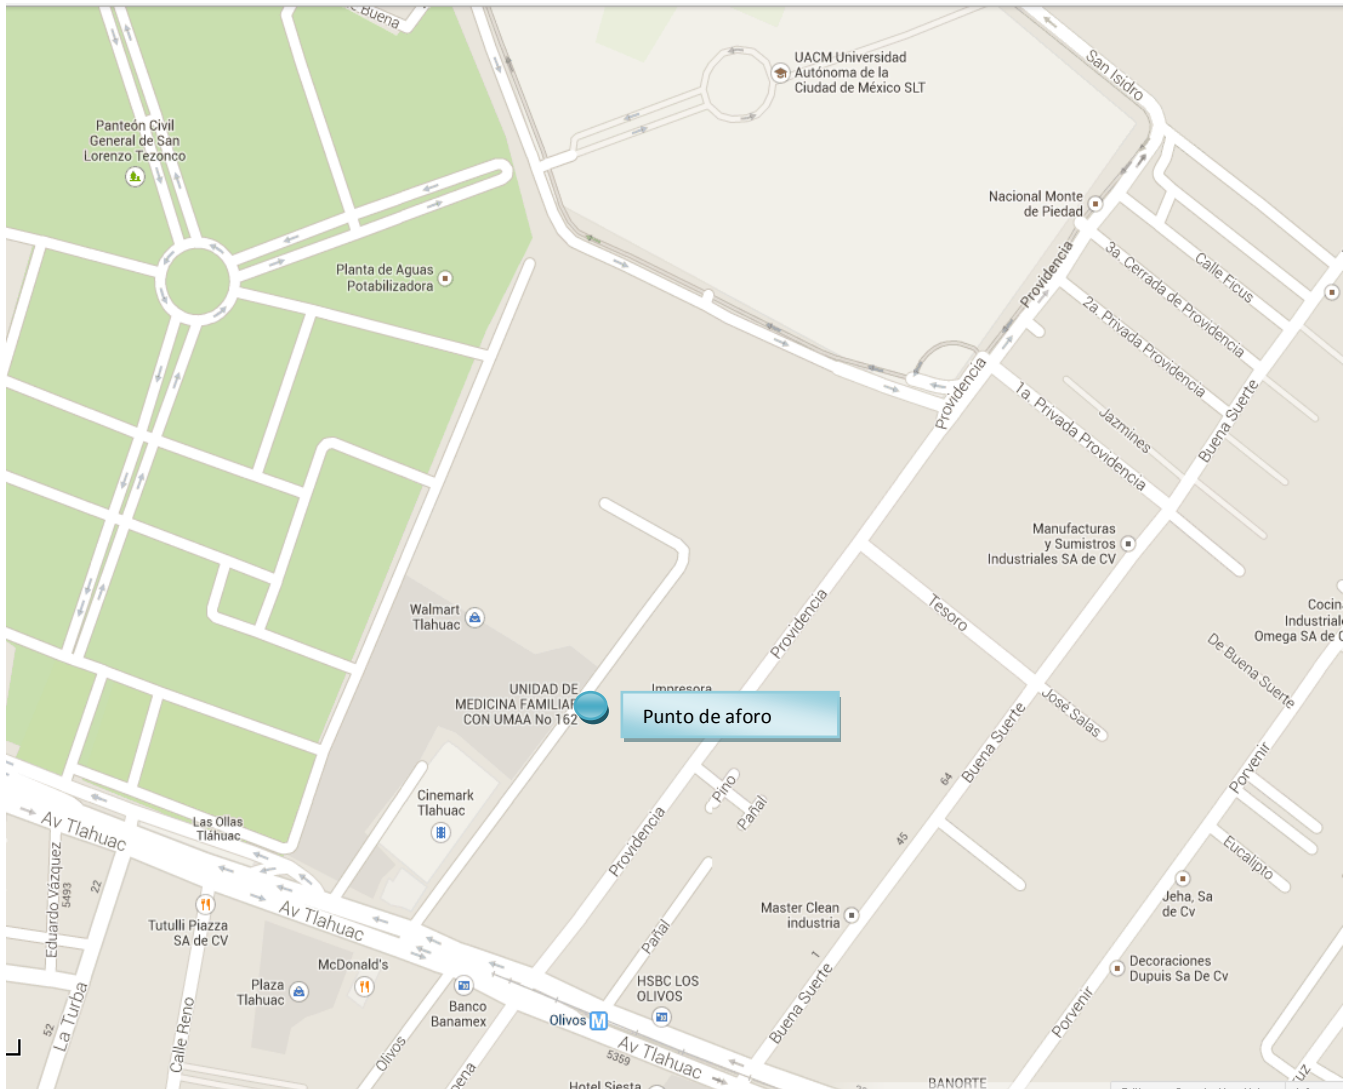 Buena
UACM Universidad
Autónoma de la
Ciudad de México SLT
San Isidro
Panteón Civil
General de San
Lorenzo Tezonco
Nacional Monte
de Piedad
Planta de Aguas
Potabilizadora
Providencia
3a. Cerrada de Providencia
Calle Ficus
2a. Privada Providencia
Providencia
1a. Privada Providencia
Jazmines
Buena Suerte
Manufacturas
y Sumistros
Industriales SA de CV
Walmart
Tlahuac
Providencia
Tesoro
Cocin
Industrial
Omega SA de C
De Buena Suerte
UNIDAD DE
MEDICINA FAMILIAR
CON UMAA No 162
Impresora
Punto de aforo
José Salas
Buena Suerte
64
Pino
Pañal
Porvenir
Cinemark
Tlahuac
Las Ollas
Tláhuac
Av Tlahuac
Providencia
45
Eucalipto
Eduardo Vázquez
5493
22
Jeha, Sa
de Cv
Tutulli Piazza
SA de CV
Av Tlahuac
Master Clean
industria
Pañal
1
McDonald's
Plaza
Tlahuac
HSBC LOS
OLIVOS
Decoraciones
Dupuis Sa De Cv
Banco
Banamex
Olivos M
La Turba
52
Calle Reno
Olivos
Buena Suerte
Porvenir
Av Tlahuac
5359
ena
Hotel Siesta
BANORTE
uz